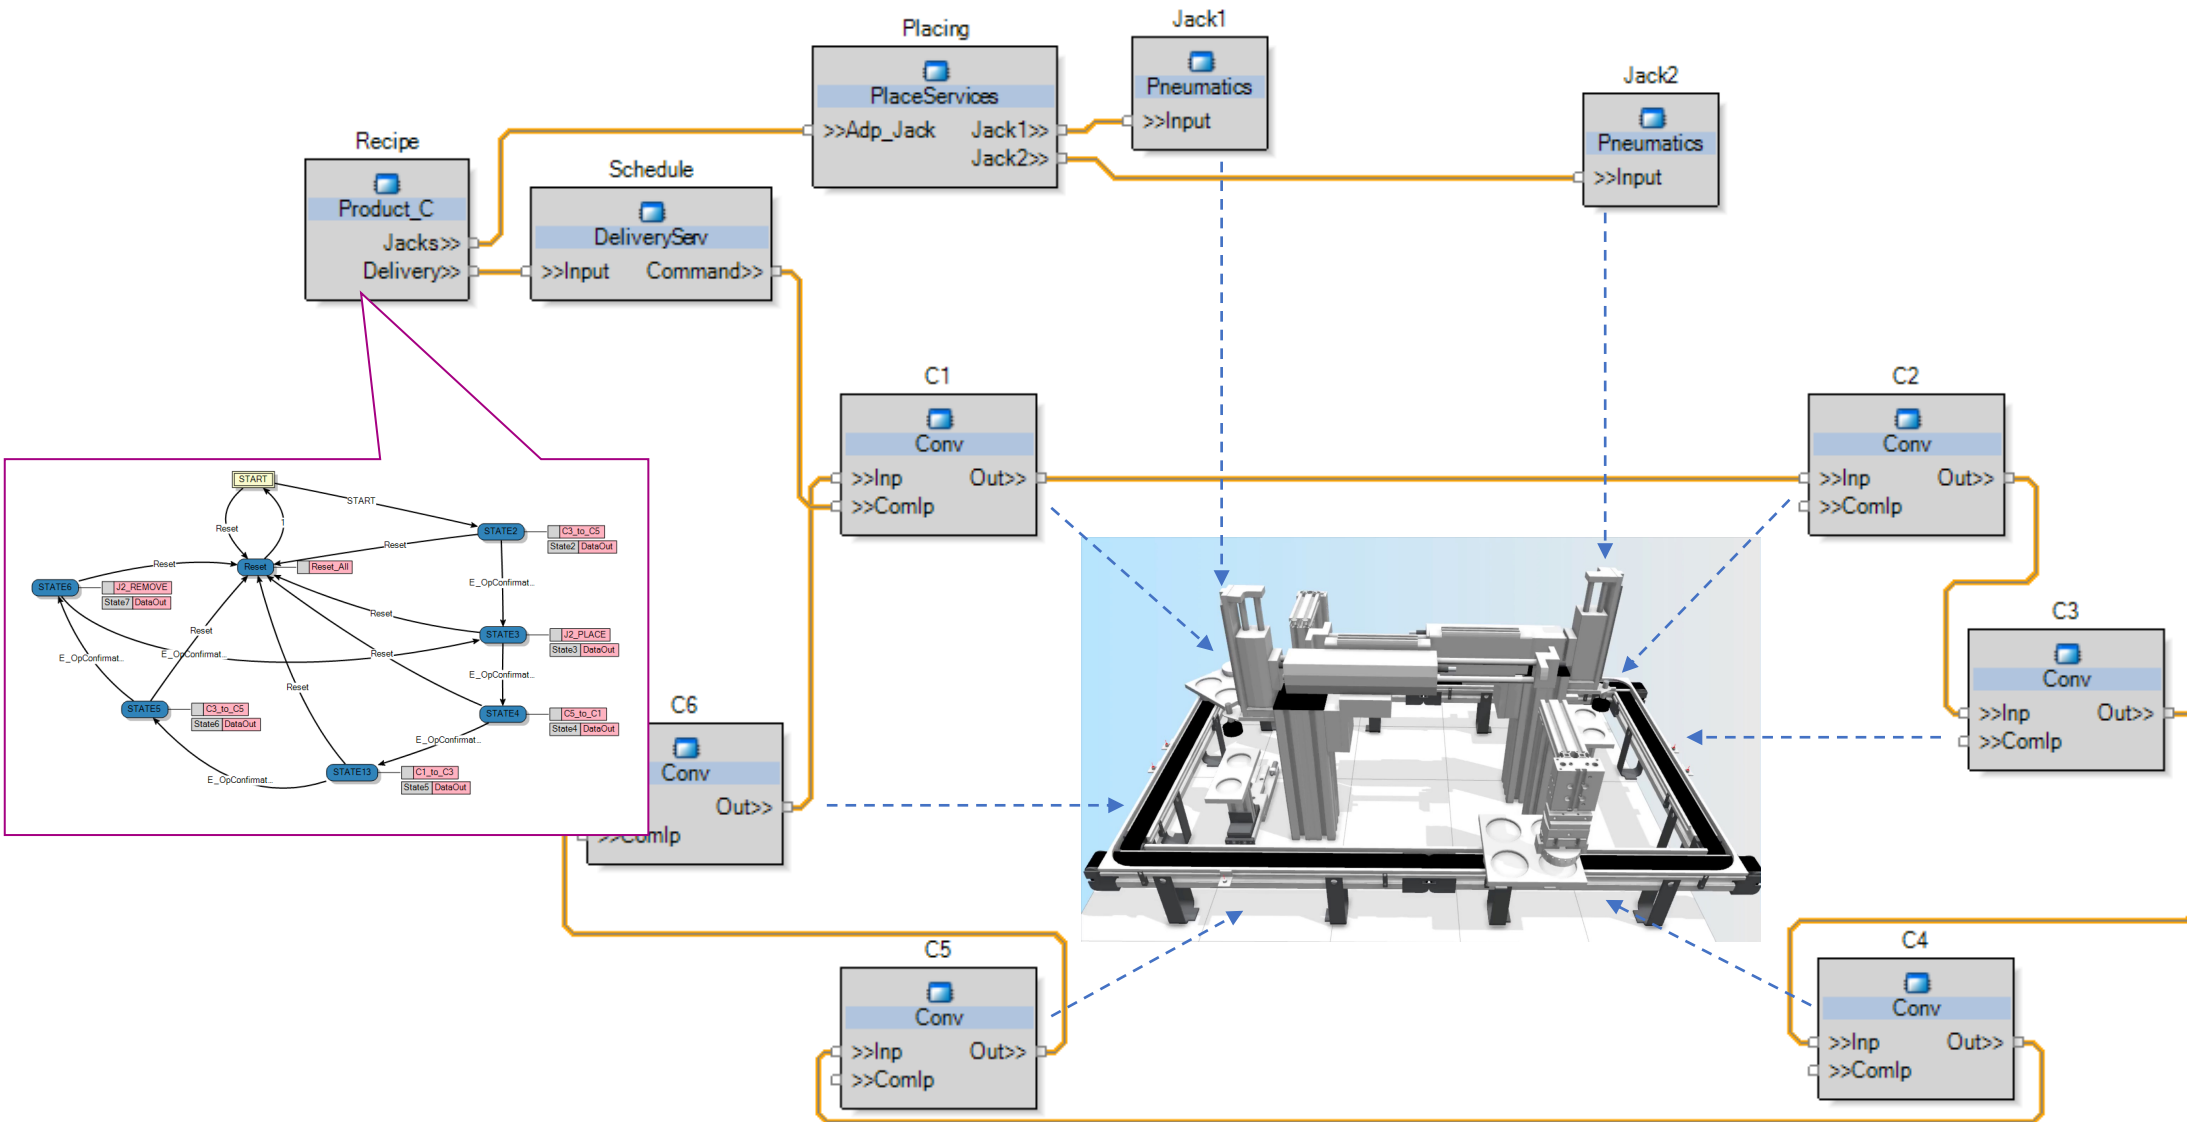 Placing
PlaceServices
>>Adp_Jack Jack1>>
Jack2>>
Jack1
Pneumatics
>>Input
Jack2
Pneumatics
>>Input
Recipe
Product_C
Jacks>>
Delivery>>
Schedule
DeliveryServ
>>Input Command>>
C1
Conv
>>Inp Out>>
>>ComIp
C2
Conv
>>Inp Out>>
>>ComIp
C3
Conv
>>Inp Out>>
>>ComIp
START
START
Reset
1
STATE2
C3_to_C5
State2 DataOut
Reset
Reset
Reset
Reset_All
E_OpConfirmat..
STATE6
J2_REMOVE
State7 DataOut
Reset
STATE3
J2_PLACE
State3 DataOut
Reset
E_OpConfirmat..
E_OpConfirmat..
Reset
E_OpConfirmat..
Reset
STATE5
C3_to_C5
State6 DataOut
STATE4
C5_to_C1
State4 DataOut
E_OpConfirmat..
STATE13
C1_to_C3
State5 DataOut
E_OpConfirmat..
C6
Conv
Out>>
>>ComIp
C5
Conv
>>Inp Out>>
>>ComIp
C4
Conv
>>Inp Out>>
>>ComIp